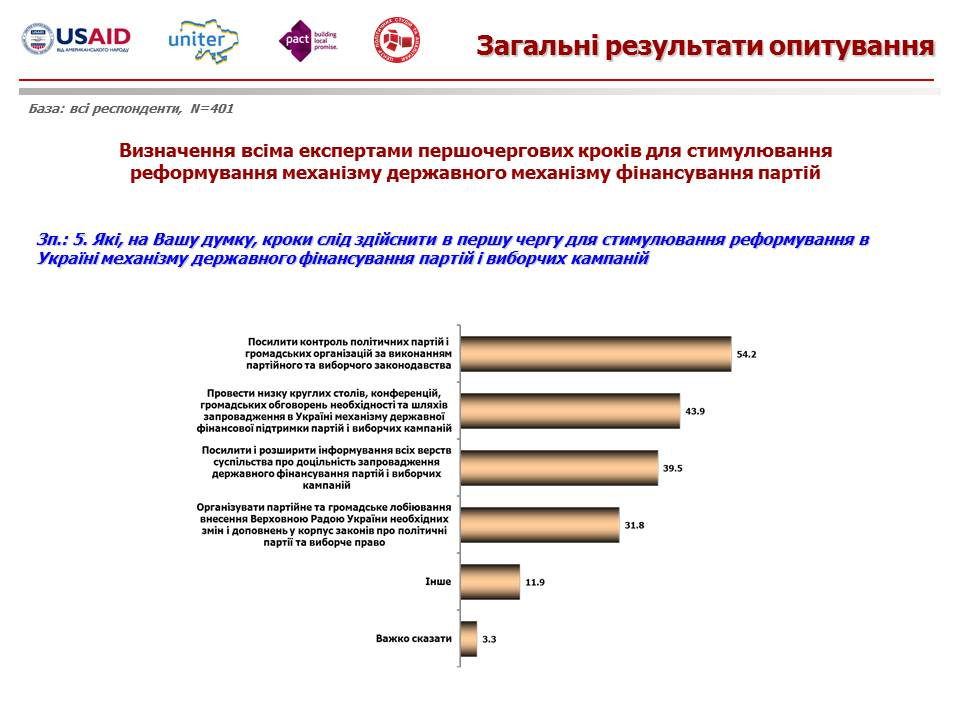 USAID
ВІД АМЕРИКАНСЬКОГО НАРОДУ
uniter
pact
building
local
promise.
Загальні результати опитування
База: всі респонденти, N=401
Визначення всіма експертами першочергових кроків для стимулювання
реформування механізму державного механізму фінансування партій
Зп.: 5. Які, на Вашу думку, кроки слід здійснити в першу чергу для стимулювання реформування в
Україні механізму державного фінансування партій і виборчих кампаній
Посилити контроль політичних партій і
громадських організацій за виконанням
партійного та виборчого законодавства
54.2
Провести низку круглих столів, конференцій,
громадських обговорень необхідності та шляхів
запровадження в Україні механізму державної
фінансової підтримки партій і виборчих кампаній
43.9
Посилити і розширити інформування всіх верств
суспільства про доцільність запровадження
державного фінансування партій і виборчих
кампаній
39.5
Організувати партійне та громадське лобіювання
внесення Верховною Радою України необхідних
змін і доповнень у корпус законів про політичні
партії та виборче право
31.8
Інше
11.9
Важко сказати
3.3